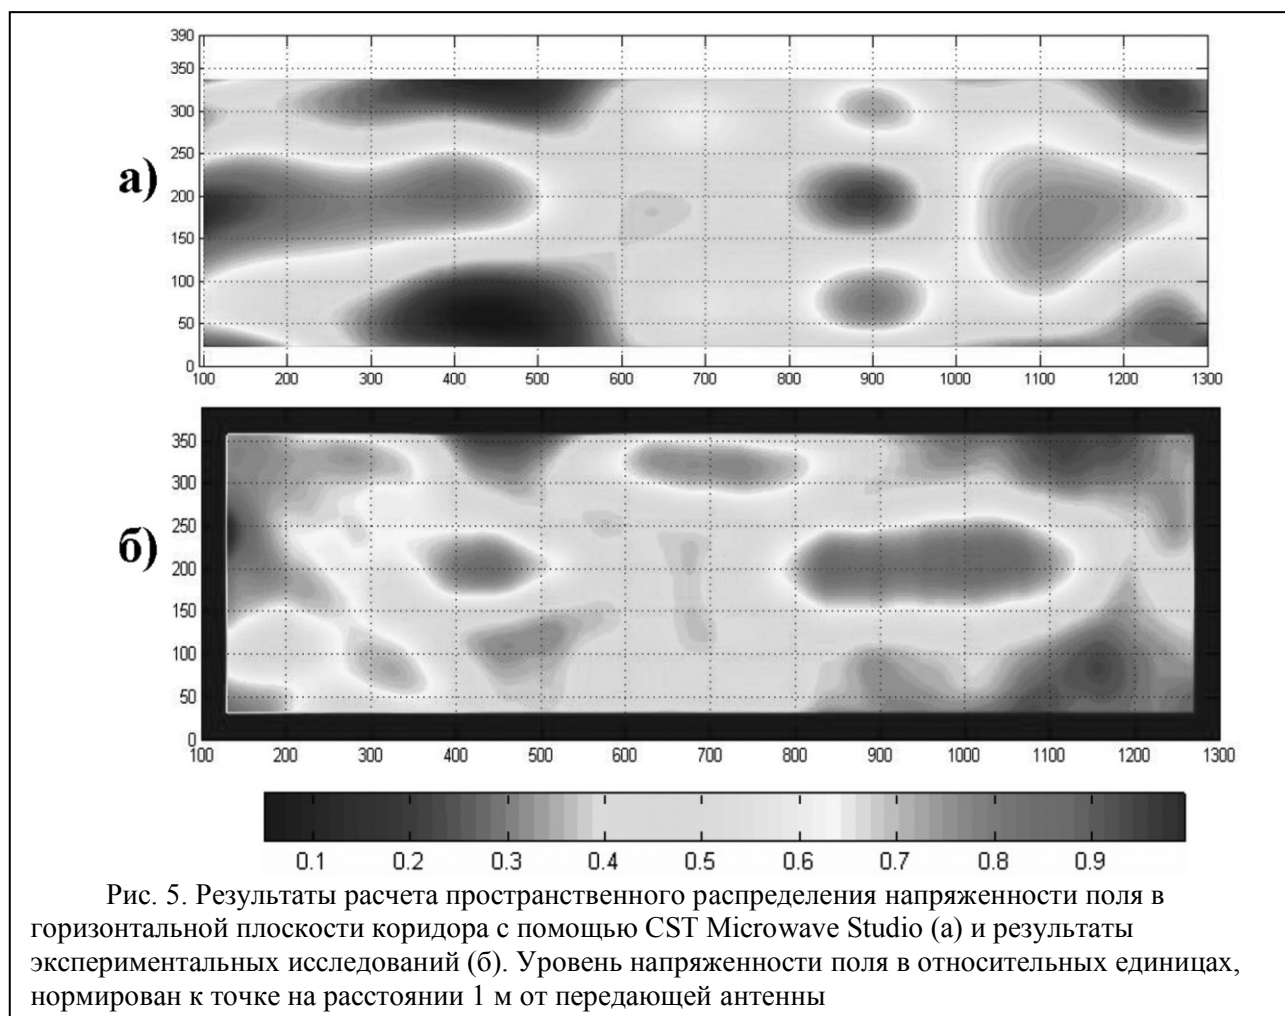 390
350
300
250
а) 200
150
100
50
0
100 200 300 400 500 600 700 800 900 1000 1100 1200 1300
350
300
250
б) 200
150
100
50
0
100 200 300 400 500 600 700 800 900 1000 1100 1200 1300
0.1 0.2 0.3 0.4 0.5 0.6 0.7 0.8 0.9
Рис. 5. Результаты расчета пространственного распределения напряженности поля в
горизонтальной плоскости коридора с помощью CST Microwave Studio (а) и результаты
экспериментальных исследований (б). Уровень напряженности поля в относительных единицах,
нормирован к точке на расстоянии 1 м от передающей антенны